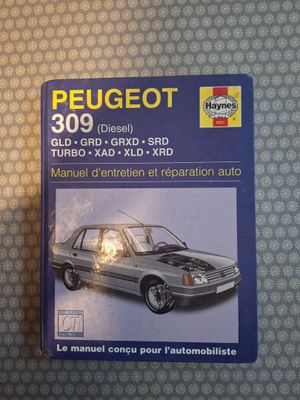 PEUGEOT
309 (Diesel)
GLD • GRD • GRXD • SRD
TURBO • XAD • XLD • XRD
Haynes
Manuel d'entretien et réparation auto
Le manuel conçu pour l'automobiliste